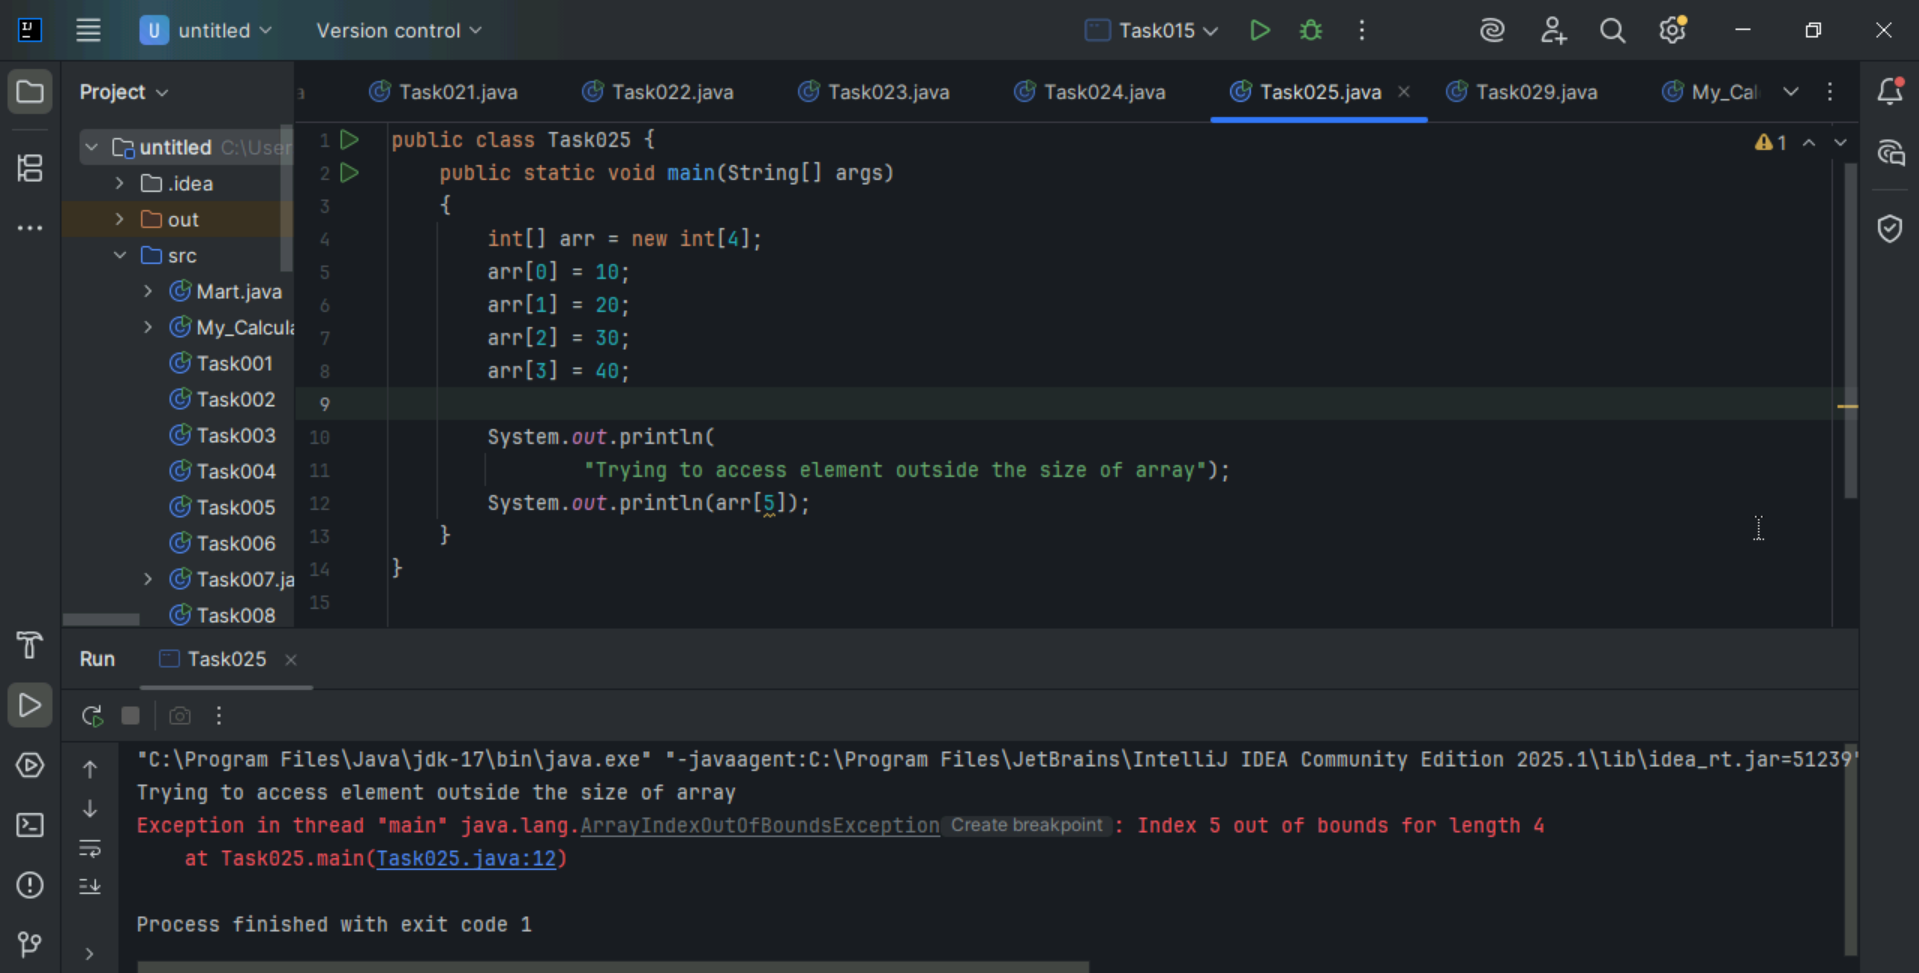 untitled
Version control
Task015
Project
Task021.java
Task022.java
Task023.java
Task024.java
Task025.java
Task029.java
My_Cal
untitled C:\User
.idea
out
src
Mart.java
My_Calcula
Task001
Task002
Task003
Task004
Task005
Task006
Task007.ja
Task008
1 public class Task025 {
2 public static void main(String[] args)
3 {
4 int[] arr = new int[4];
5 arr[0] = 10;
6 arr[1] = 20;
7 arr[2] = 30;
8 arr[3] = 40;
9
10 System.out.println(
11 "Trying to access element outside the size of array");
12 System.out.println(arr[5]);
13 }
14 }
15
1
Run
Task025
"C:\Program Files\Java\jdk-17\bin\java.exe" "-javaagent:C:\Program Files\JetBrains\IntelliJ IDEA Community Edition 2025.1\lib\idea_rt.jar=51239
Trying to access element outside the size of array
Exception in thread "main" java.lang.ArrayIndexOutOfBoundsException Create breakpoint : Index 5 out of bounds for length 4
at Task025.main(Task025.java:12)
Process finished with exit code 1